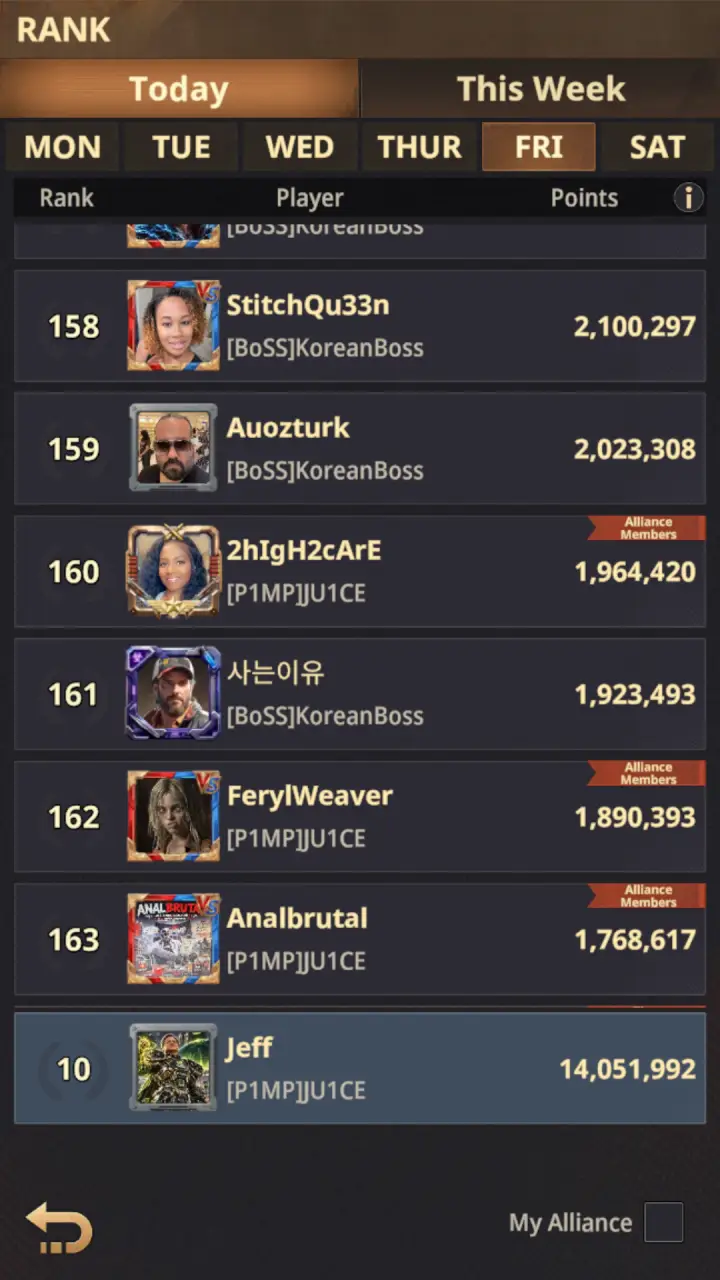 RANK
Today
This Week
MON TUE WED THUR FRI SAT
Rank Player Points i
[BoSS]KoreanBoss
158 StitchQu33n 2,100,297
[BoSS]KoreanBoss
159 Auozturk 2,023,308
[BoSS]KoreanBoss
Alliance
Members
160 2hIgH2cArE 1,964,420
[P1MP]JU1CE
161 사는이유 1,923,493
[BoSS]KoreanBoss
Alliance
Members
162 FerylWeaver 1,890,393
[P1MP]JU1CE
Alliance
Members
163 Analbrutal 1,768,617
ANALBRUTA
[P1MP]JU1CE
10 Jeff 14,051,992
[P1MP]JU1CE
My Alliance